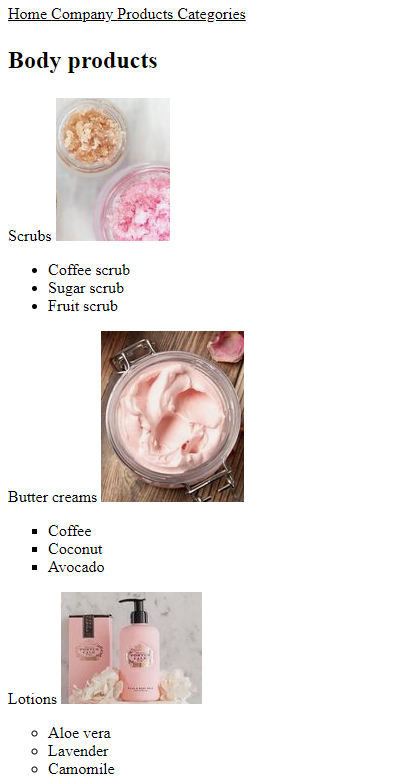 Home Company Products Categories
Body products
Scrubs
Coffee scrub
Sugar scrub
Fruit scrub
Butter creams
Coffee
Coconut
Avocado
Lotions
Aloe vera
Lavender
Camomile